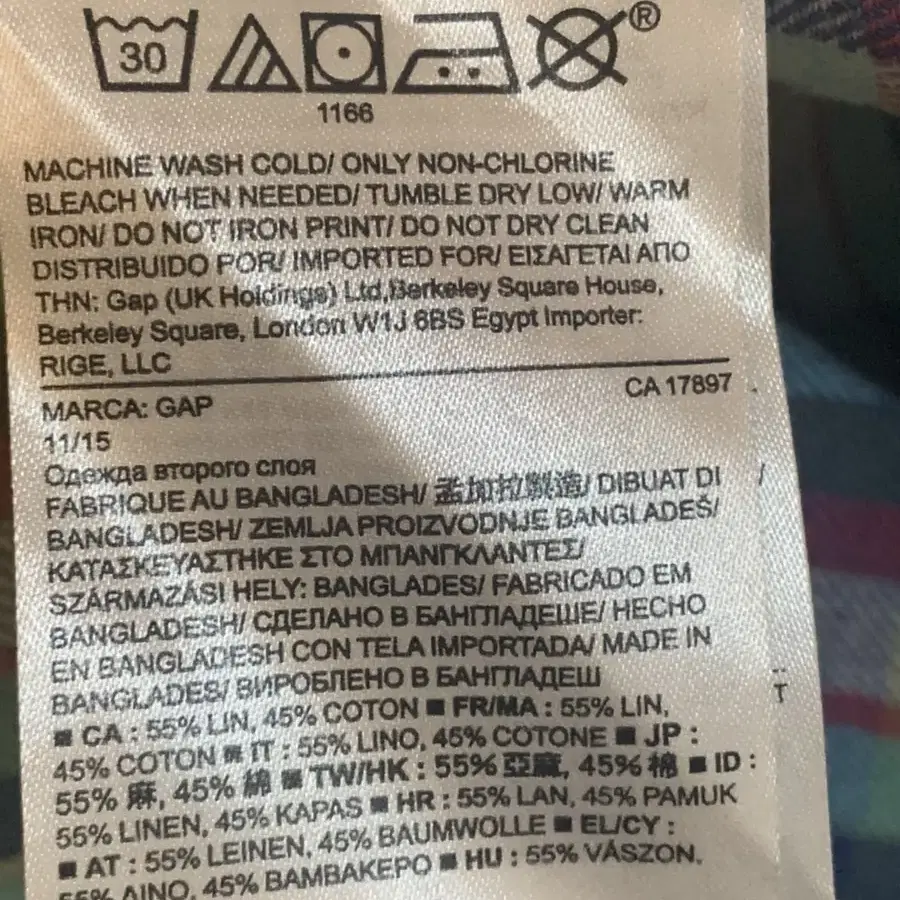 30
®
1166
MACHINE WASH COLD/ ONLY NON-CHLORINE
BLEACH WHEN NEEDED/ TUMBLE DRY LOW/ WARM
IRON/ DO NOT IRON PRINT/ DO NOT DRY CLEAN
DISTRIBUIDO POR/ IMPORTED FOR/ ΕΙΣΑΓΕΤΑΙ ΑΠΟ
ΤΗΝ: Gap (UK Holdings) Ltd,Berkeley Square House,
Berkeley Square, London W1J 6BS Egypt Importer:
RIGE, LLC
CA 17897
MARCA: GAP
11/15
Одежда второго слоя
FABRIQUE AU BANGLADESH/ 孟加拉製造/ DIBUAT DI
BANGLADESH/ ZEMLJA PROIZVODNJE BANGLADEŠ/
ΚΑΤΑΣΚΕΥΑΣΤΗΚΕ ΣΤΟ ΜΠΑΝΓΚΛΑΝΤΕΣ/
SZÁRMAZÁSI HELY: BANGLADES/ FABRICADO EM
BANGLADESH/ СДЕЛАНО В БАНГЛАДЕШЕ/ HECHO
EN BANGLADESH CON TELA IMPORTADA/ MADE IN
BANGLADES/ ВИРОБЛЕНО В БАНГЛАДЕШ
■ CA : 55% LIN, 45% COTON ■ FR/MA : 55% LIN,
45% COTON ■ IT : 55% LINO, 45% COTONE ■ JP :
55% 麻, 45% 綿 ■ TW/HK : 55% 亞麻, 45% 棉 ■ ID :
55% LINEN, 45% KAPAS ■ HR : 55% LAN, 45% PAMUK
■ AT : 55% LEINEN, 45% BAUMWOLLE ■ EL/CY :
55% ΛΙΝΟ, 45% ΒΑΜΒΑΚΕΡΟ ■ HU : 55% VÁSZON,